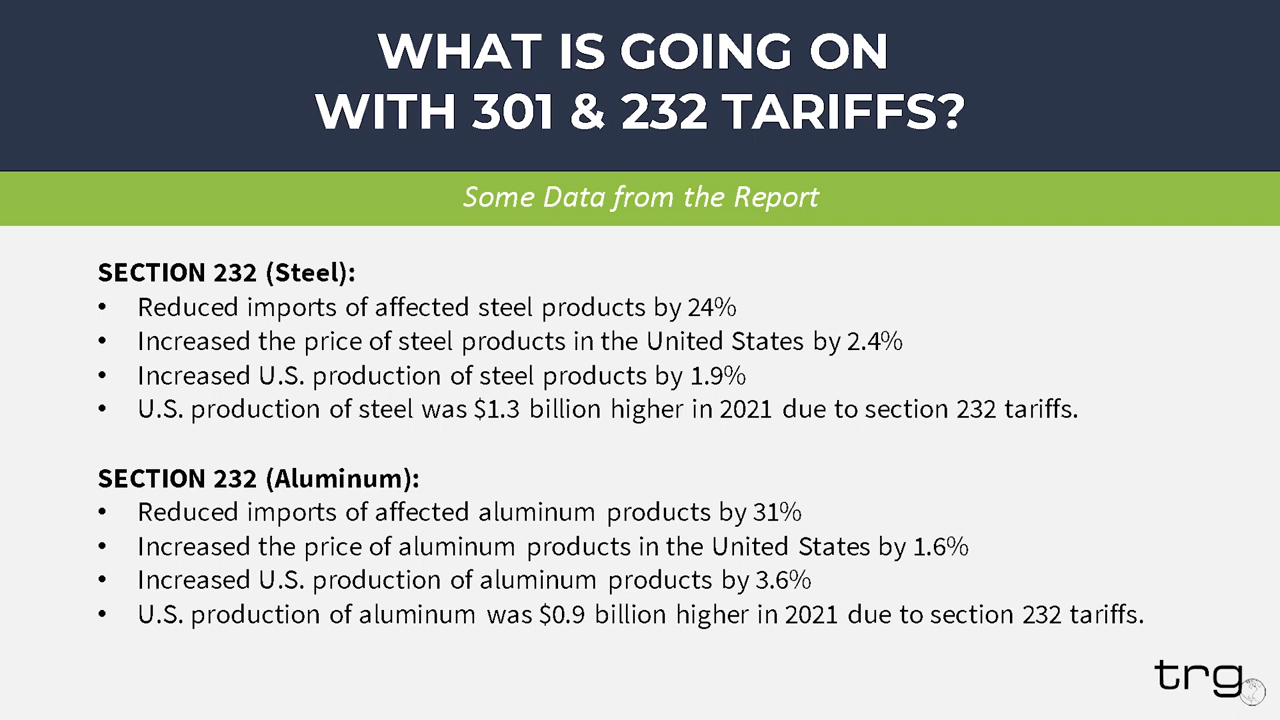 WHAT IS GOING ON
WITH 301 & 232 TARIFFS?
Some Data from the Report
SECTION 232 (Steel):
• Reduced imports of affected steel products by 24%
• Increased the price of steel products in the United States by 2.4%
• Increased U.S. production of steel products by 1.9%
• U.S. production of steel was $1.3 billion higher in 2021 due to section 232 tariffs.
SECTION 232 (Aluminum):
• Reduced imports of affected aluminum products by 31%
• Increased the price of aluminum products in the United States by 1.6%
• Increased U.S. production of aluminum products by 3.6%
• U.S. production of aluminum was $0.9 billion higher in 2021 due to section 232 tariffs.
trg